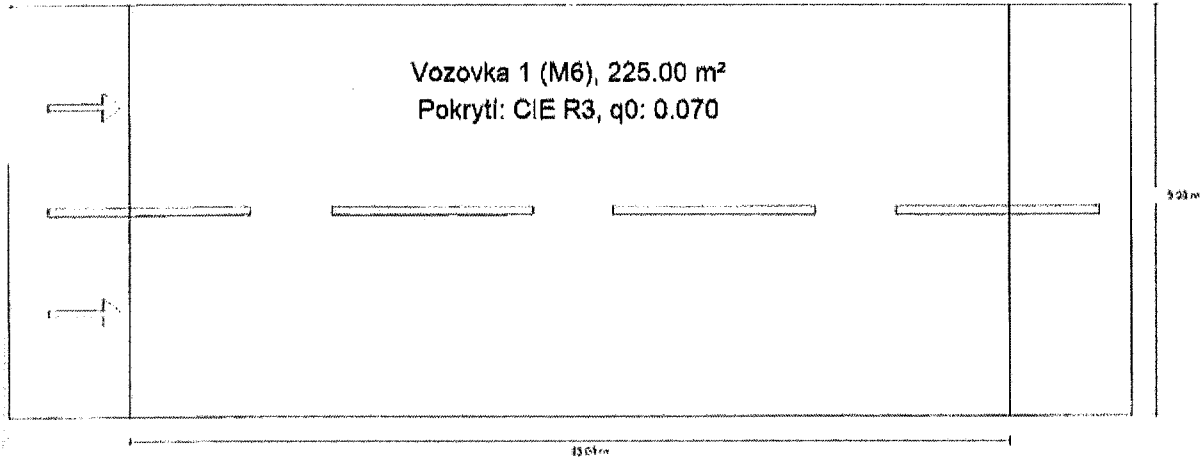 Vozovka 1 (M6), 225.00 m²
Pokrytí: CIE R3, q0: 0.070